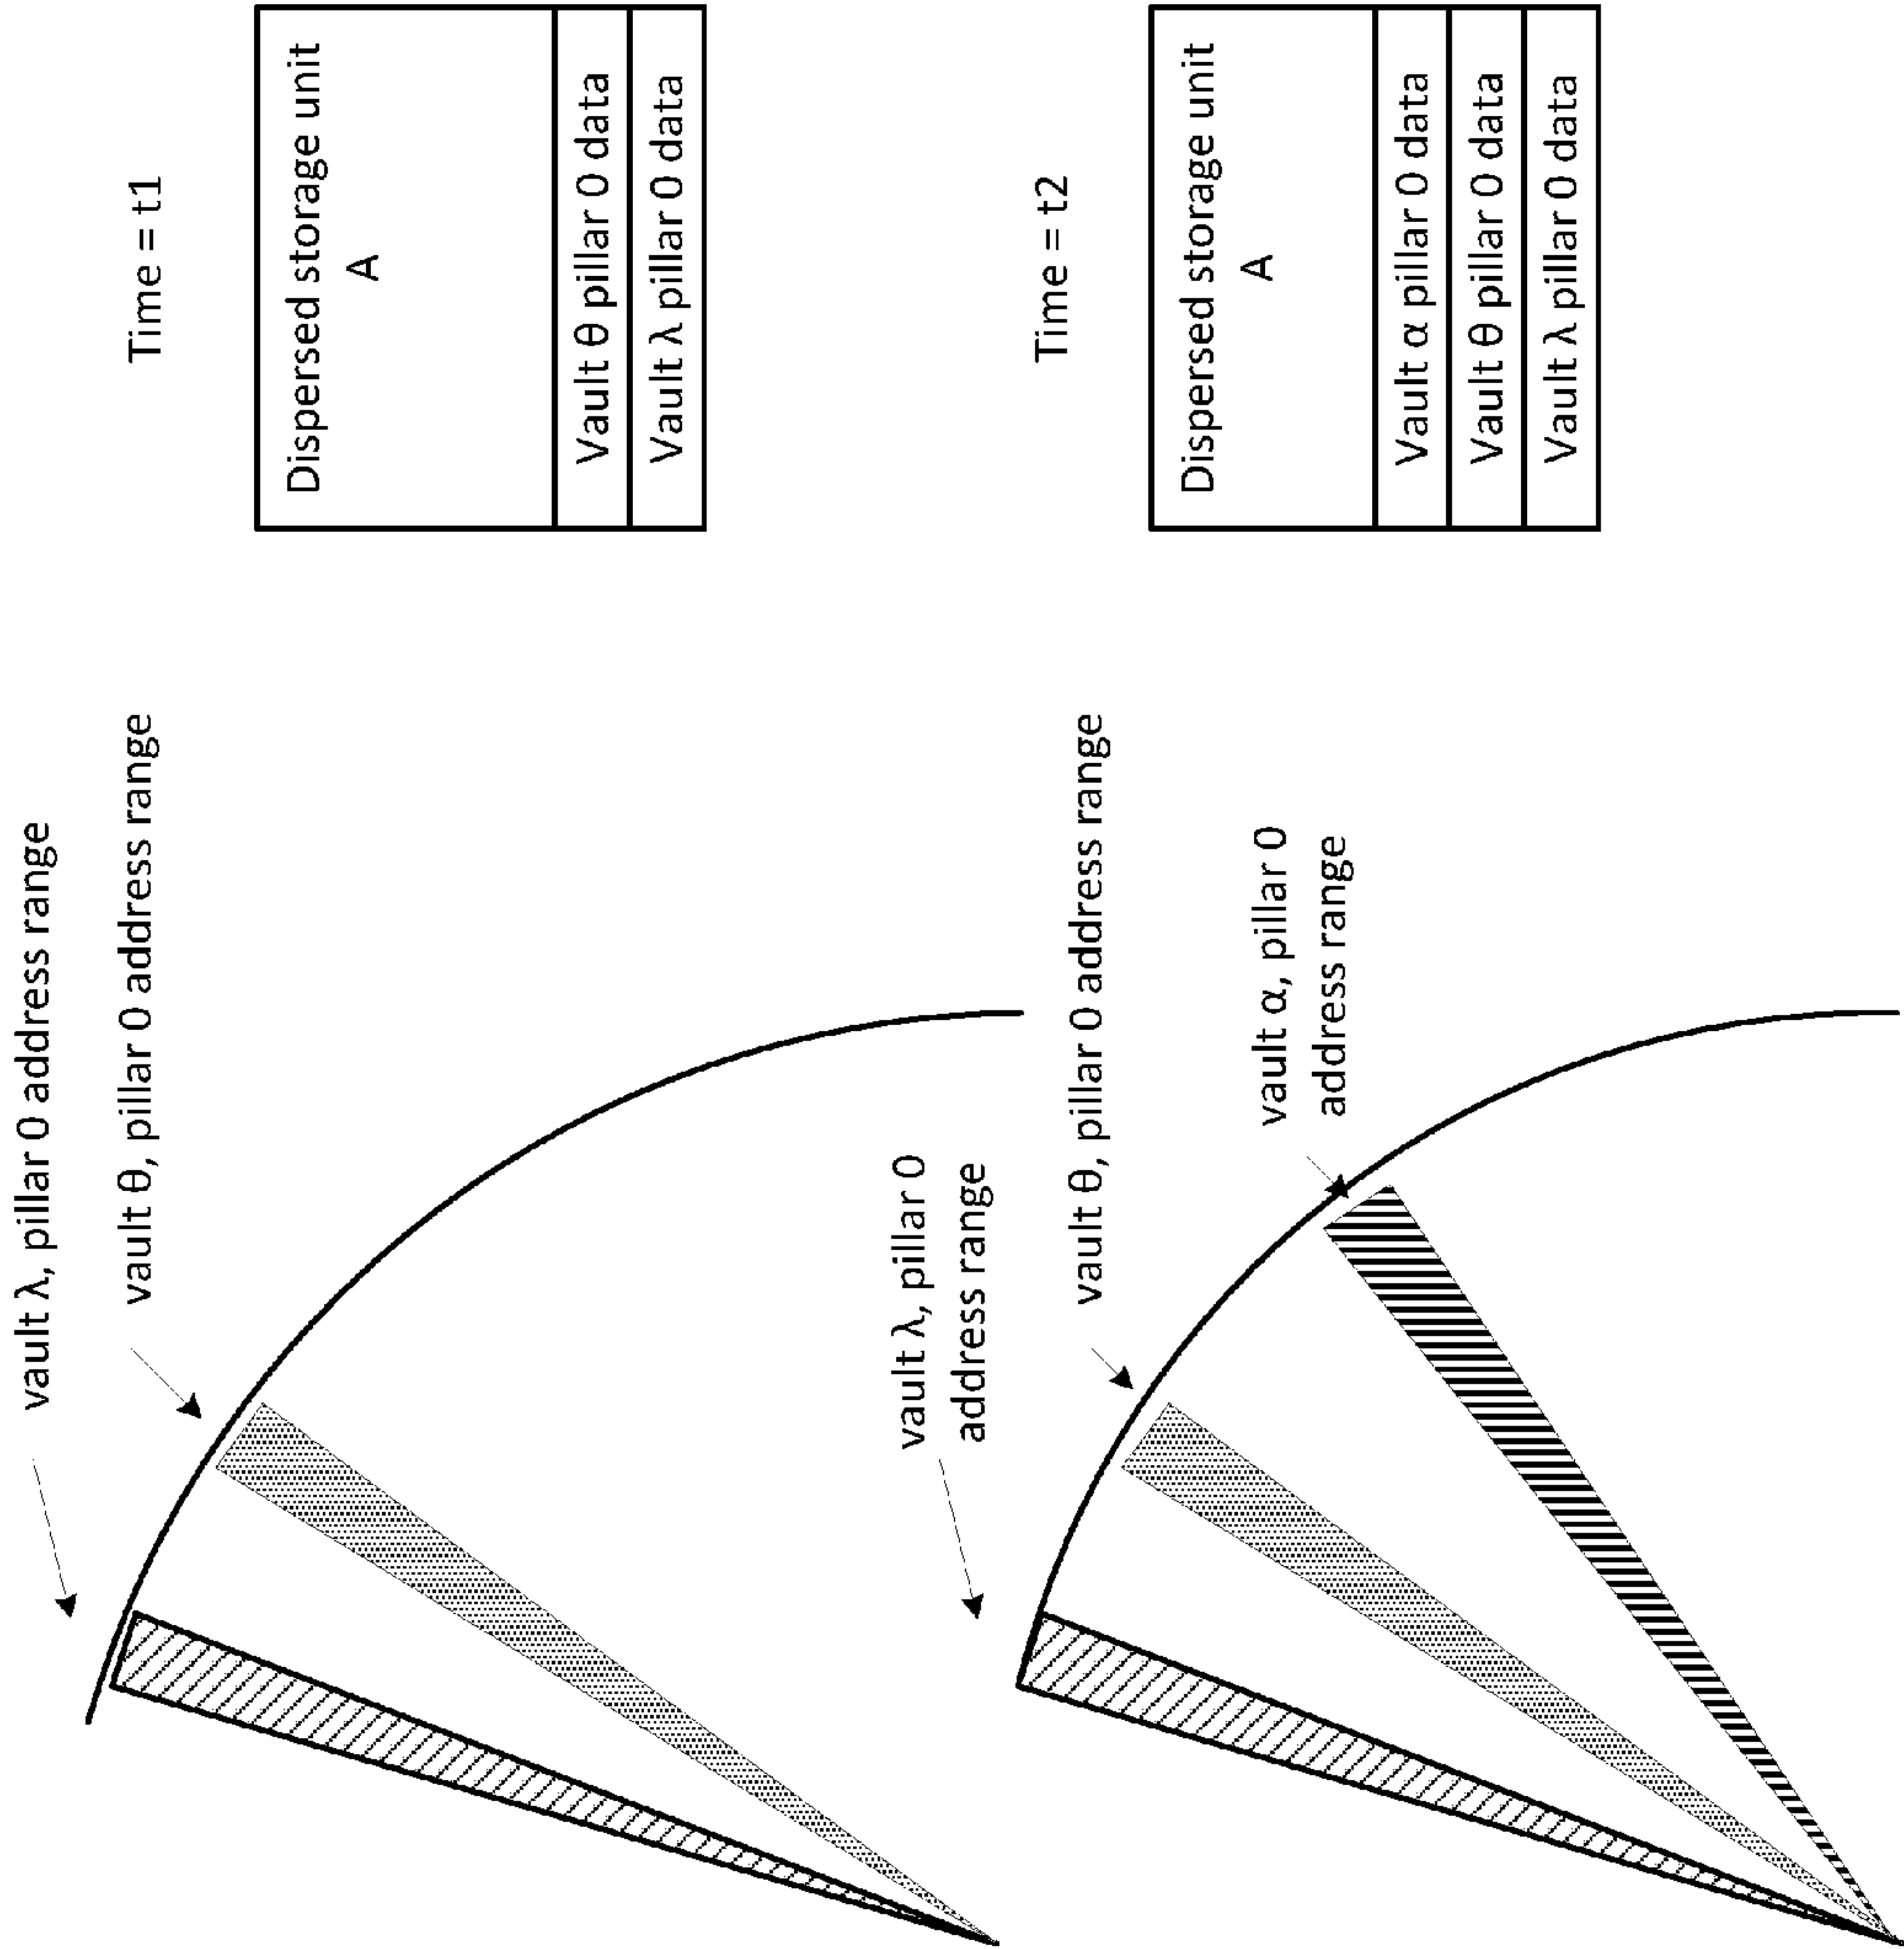 vault λ, pillar 0 address range
vault θ, pillar 0 address range
Time = t1
Dispersed storage unit
A
Vault θ pillar 0 data
Vault λ pillar 0 data
vault λ, pillar 0
address range
vault θ, pillar 0 address range
vault α, pillar 0
address range
Time = t2
Dispersed storage unit
A
Vault α pillar 0 data
Vault θ pillar 0 data
Vault λ pillar 0 data